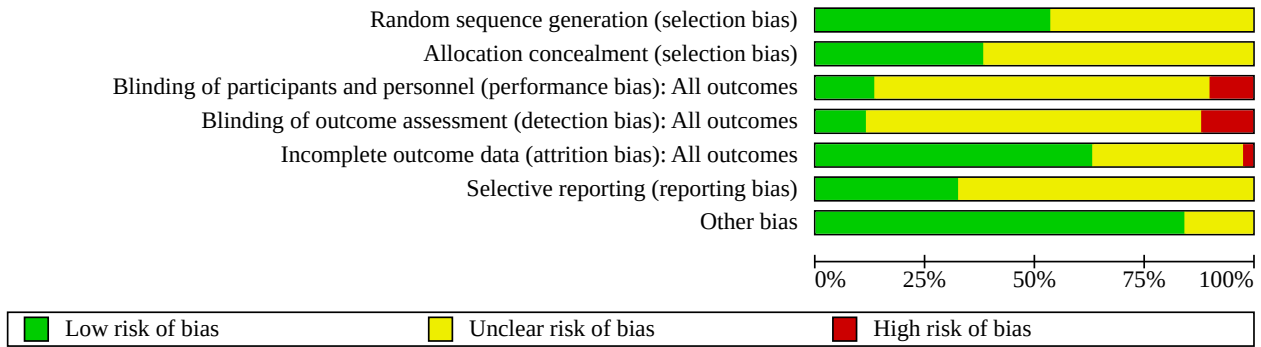 Random sequence generation (selection bias)
Allocation concealment (selection bias)
Blinding of participants and personnel (performance bias): All outcomes
Blinding of outcome assessment (detection bias): All outcomes
Incomplete outcome data (attrition bias): All outcomes
Selective reporting (reporting bias)
Other bias
0% 25% 50% 75% 100%
Low risk of bias Unclear risk of bias High risk of bias